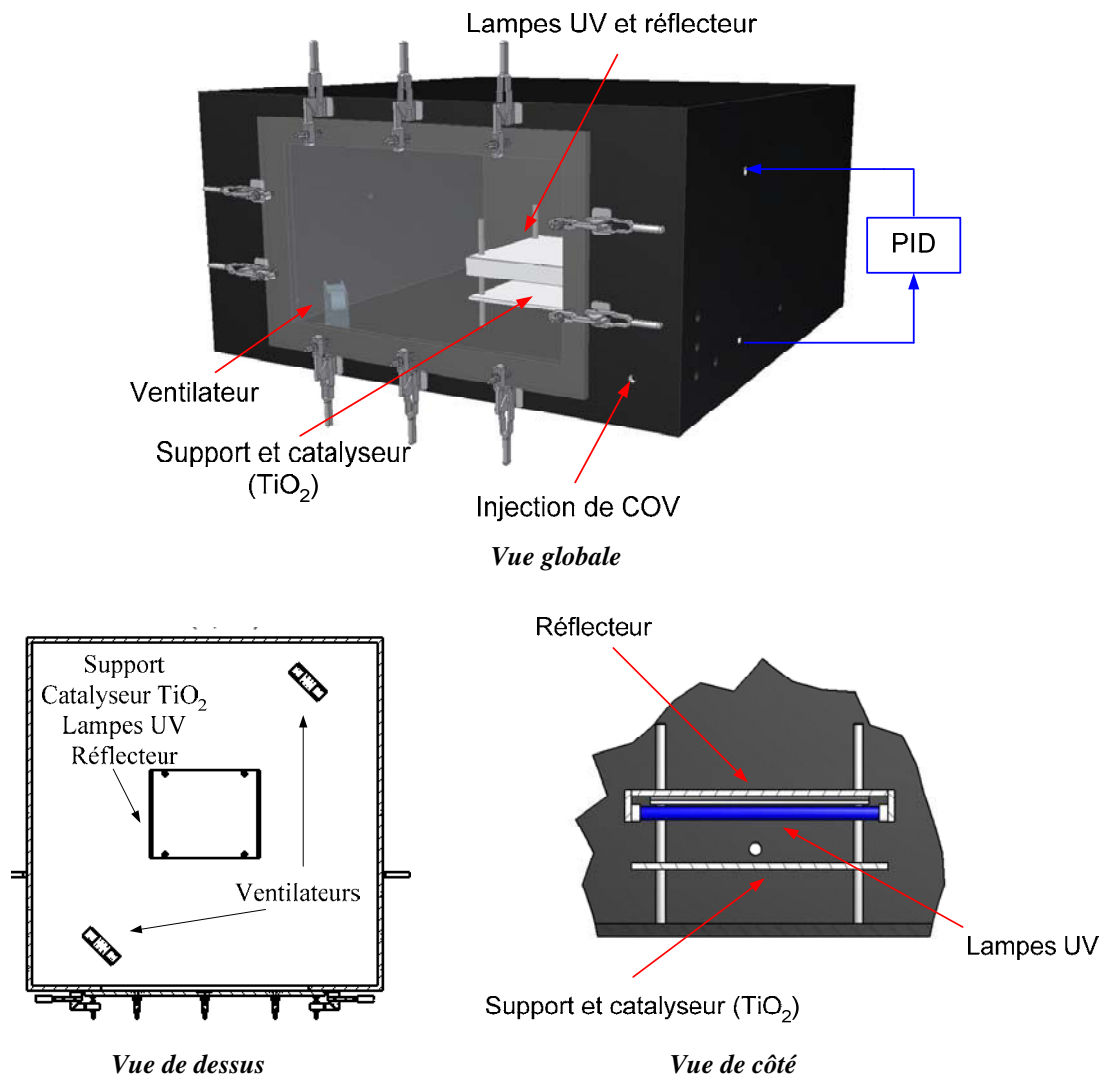 Lampes UV et réflecteur
PID
Ventilateur
Support et catalyseur
(TiO₂)
Injection de COV
Vue globale
Support
Catalyseur TiO₂
Lampes UV
Réflecteur
Ventilateurs
Vue de dessus
Réflecteur
Lampes UV
Support et catalyseur (TiO₂)
Vue de côté